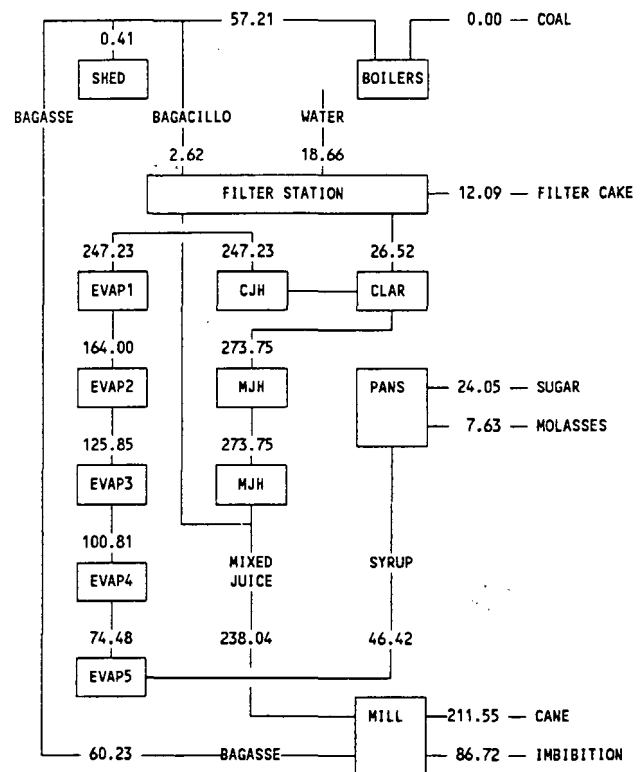 57.21 0.00 — COAL
0.41
SHED BOILERS
BAGASSE BAGACILLO WATER
2.62 18.66
FILTER STATION 12.09 — FILTER CAKE
247.23 247.23 26.52
EVAP1 CJH CLAR
164.00 273.75
EVAP2 MJH PANS 24.05 — SUGAR
7.63 — MOLASSES
125.85 273.75
EVAP3 MJH
100.81
EVAP4 MIXED JUICE SYRUP
74.48 238.04 46.42
EVAP5
MILL 211.55 — CANE
60.23 BAGASSE 86.72 — IMBIBITION